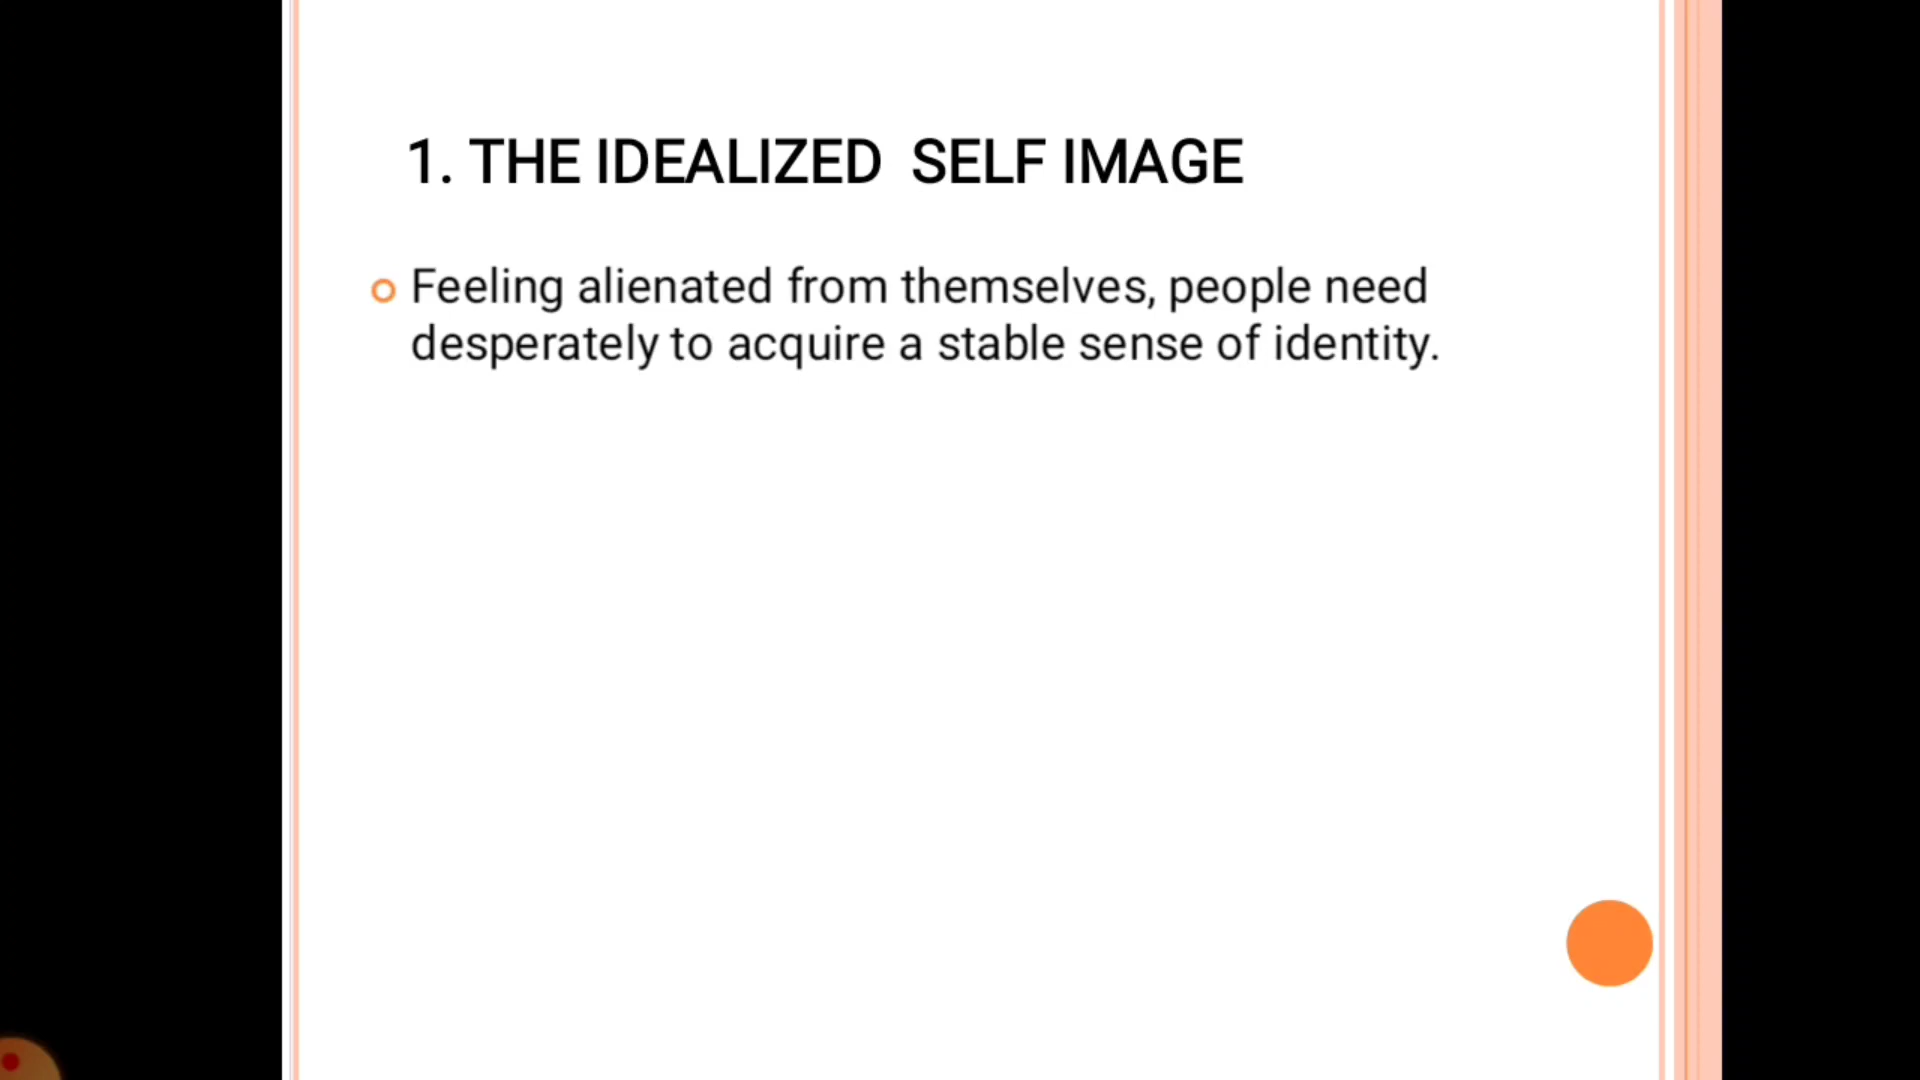 1. THE IDEALIZED  SELF IMAGE
Feeling alienated from themselves, people need
desperately to acquire a stable sense of identity.